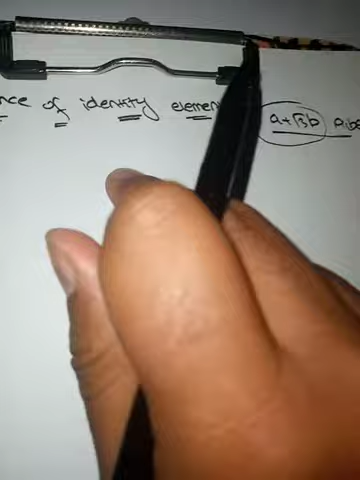 nce of identity elemen a+√3b a,b∈